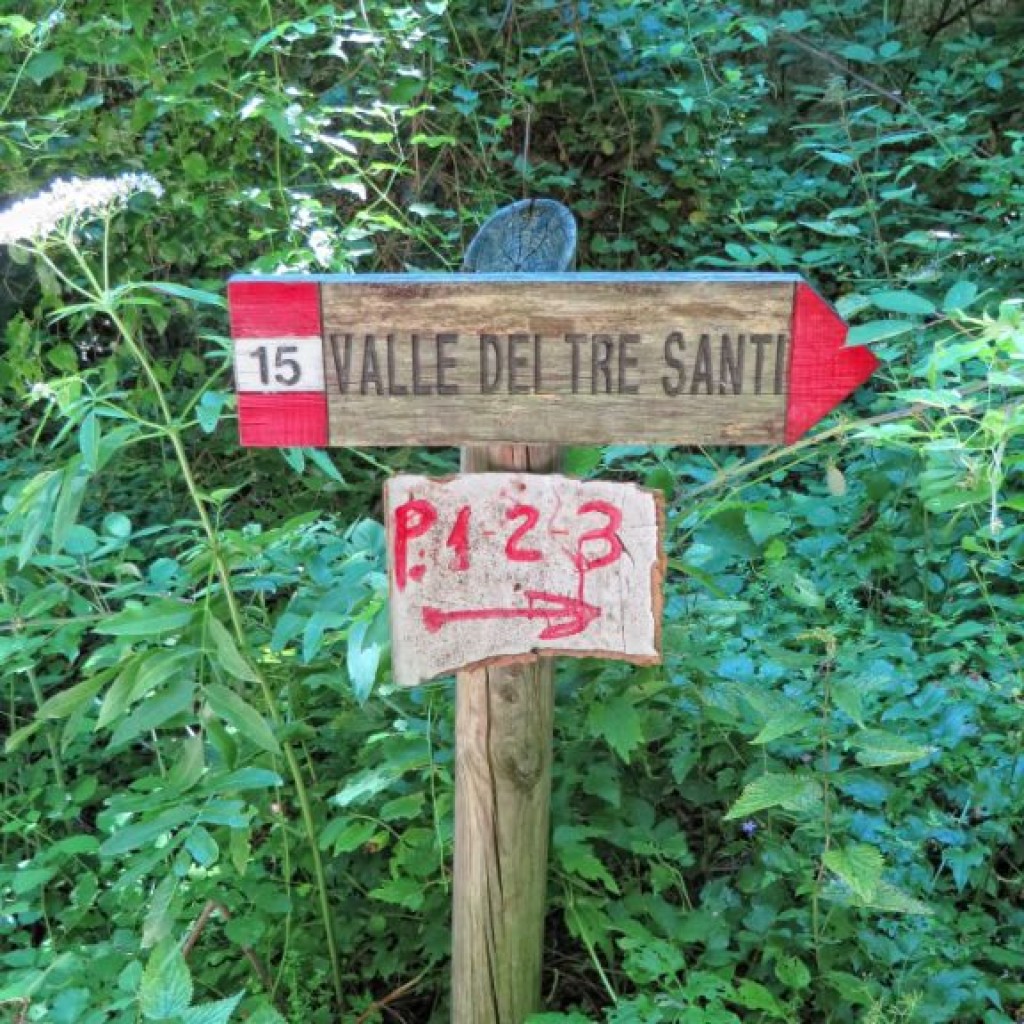 15 VALLE DEI TRE SANTI
P.1-2-3